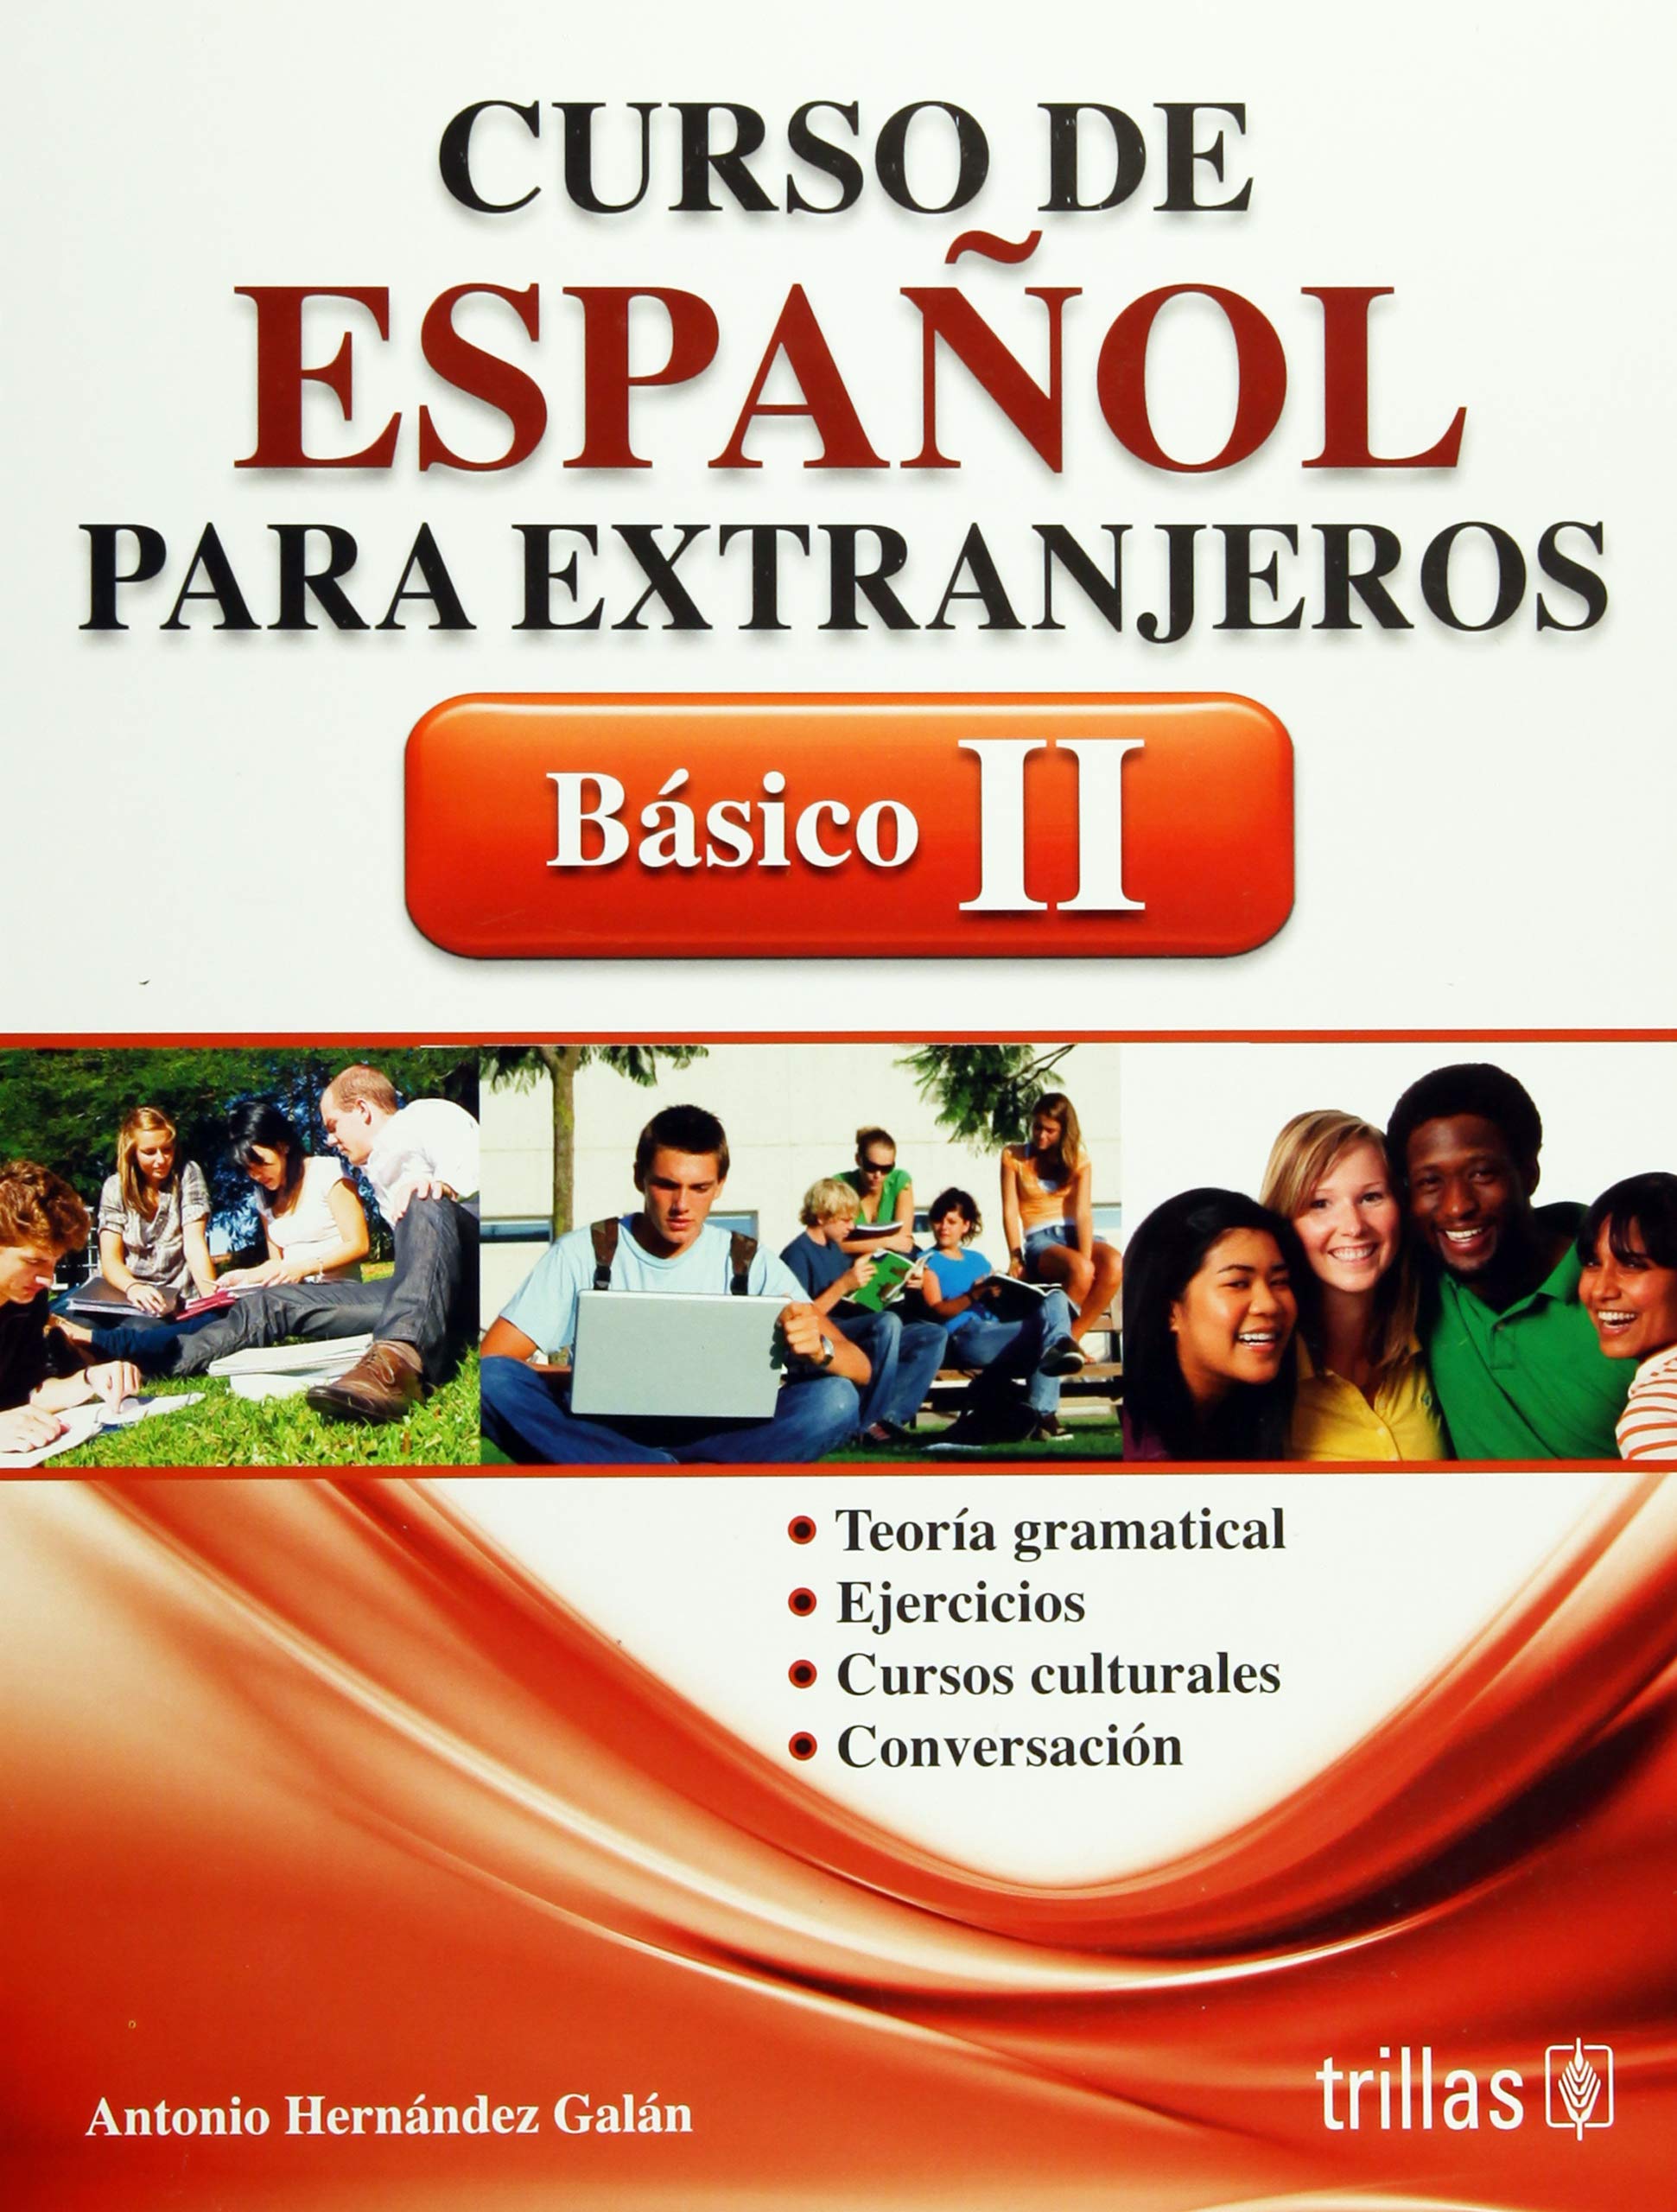 CURSO DE
ESPAÑOL
PARA EXTRANJEROS
Básico II
• Teoría gramatical
• Ejercicios
• Cursos culturales
• Conversación
Antonio Hernández Galán
trillas